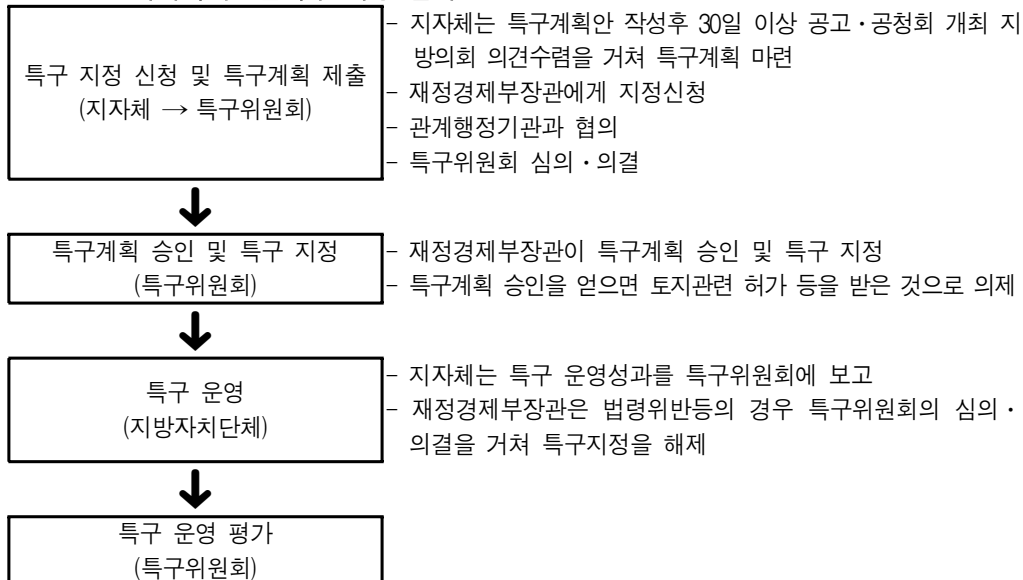 특구 지정 신청 및 특구계획 제출
(지자체 → 특구위원회)
- 지자체는 특구계획안 작성후 30일 이상 공고·공청회 개최 지
방의회 의견수렴을 거쳐 특구계획 마련
- 재정경제부장관에게 지정신청
- 관계행정기관과 협의
- 특구위원회 심의·의결
특구계획 승인 및 특구 지정
(특구위원회)
- 재정경제부장관이 특구계획 승인 및 특구 지정
- 특구계획 승인을 얻으면 토지관련 허가 등을 받은 것으로 의제
특구 운영
(지방자치단체)
- 지자체는 특구 운영성과를 특구위원회에 보고
- 재정경제부장관은 법령위반등의 경우 특구위원회의 심의·
의결을 거쳐 특구지정을 해제
특구 운영 평가
(특구위원회)